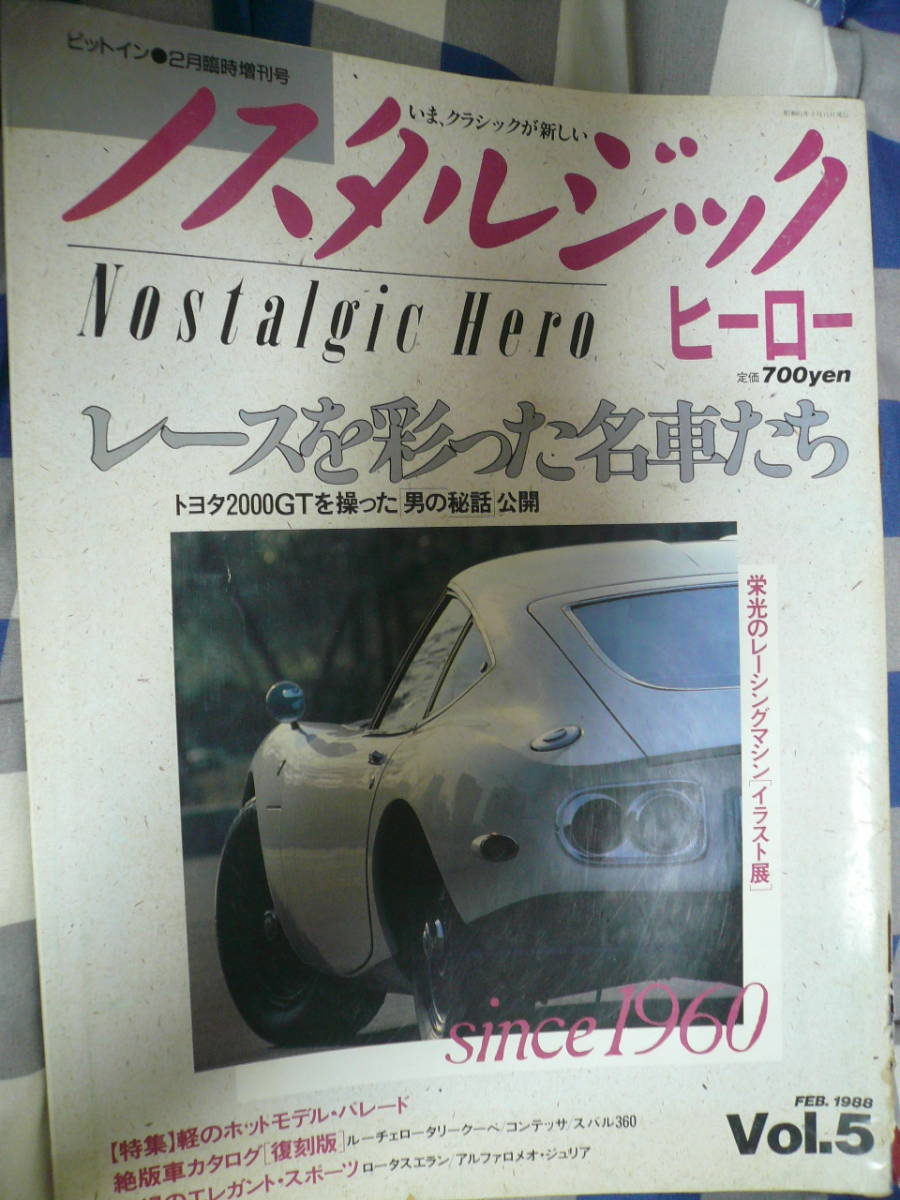 ピットイン●2月臨時増刊号
いま、クラシックが新しい
ノスタルジック
Nostalgic Hero
ヒーロー
定価700yen
レースを彩った名車たち
トヨタ2000GTを操った[男の秘話]公開
栄光のレーシングマシン[イラスト展]
since 1960
FEB. 1988
Vol.5
【特集】軽のホットモデル・パレード
絶版車カタログ[復刻版]ルーチェロータリークーペ/コンテッサ/スバル360
のエレガント・スポーツ ロータスエラン/アルファロメオ・ジュリア